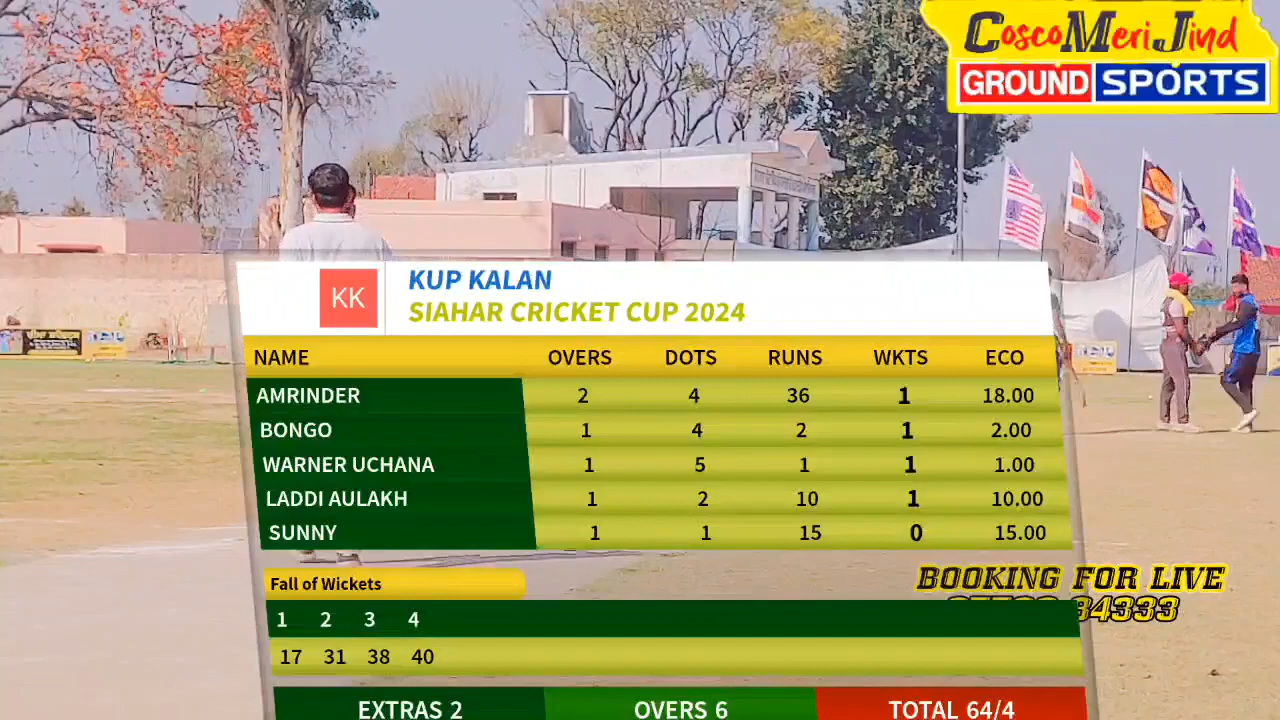 CoscoMeriJind
GROUND SPORTS
KK
KUP KALAN
SIAHAR CRICKET CUP 2024
NAME OVERS DOTS RUNS WKTS ECO
AMRINDER 2 4 36 1 18.00
BONGO 1 4 2 1 2.00
WARNER UCHANA 1 5 1 1 1.00
LADDI AULAKH 1 2 10 1 10.00
SUNNY 1 1 15 0 15.00
Fall of Wickets
BOOKING FOR LIVE
34333
1 2 3 4
17 31 38 40
EXTRAS 2 OVERS 6 TOTAL 64/4